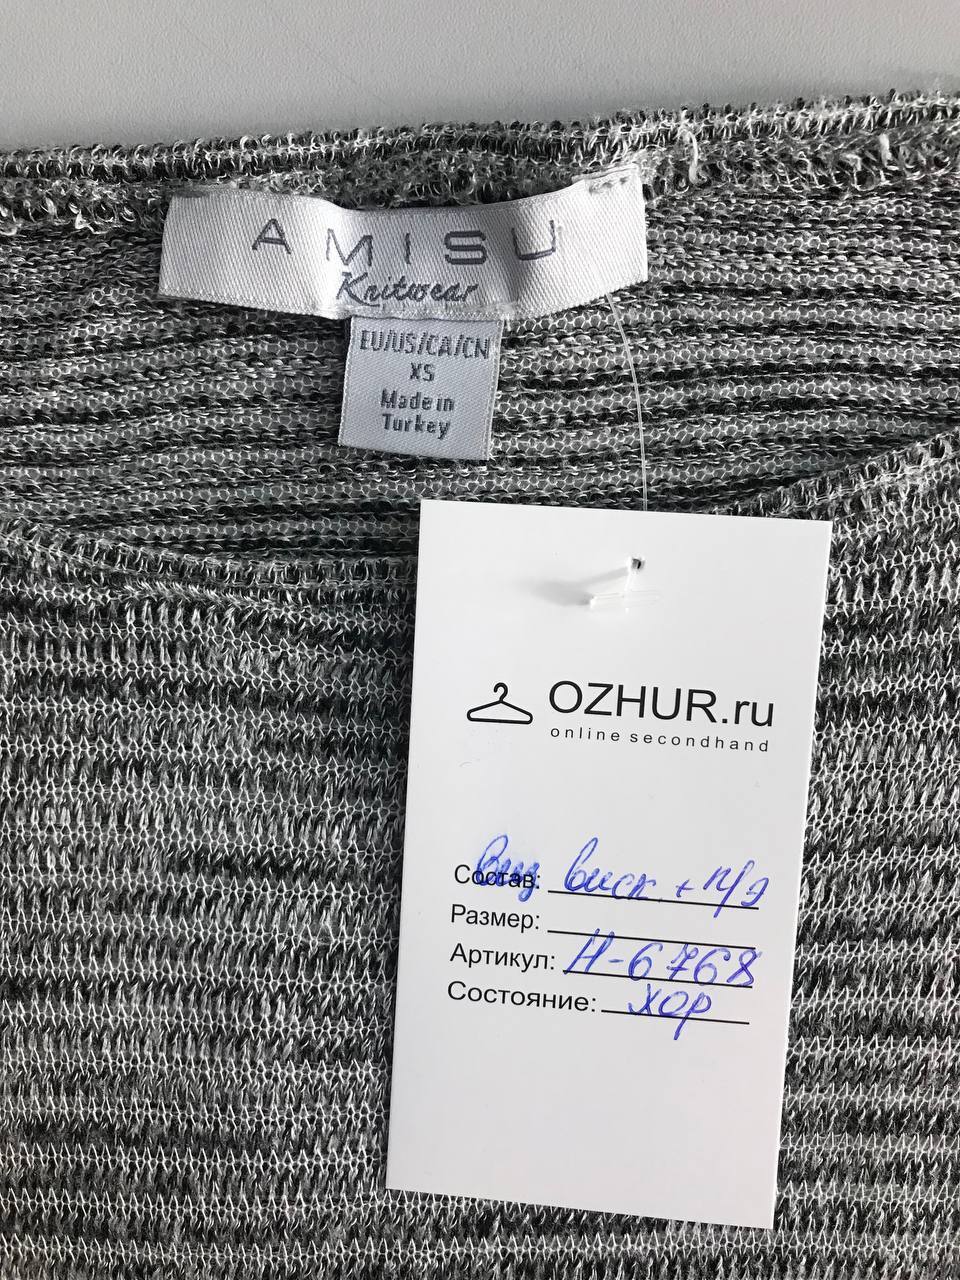 AMISU
Knitwear
EU/US/CA/CN
XS
Made in
Turkey
OZHUR.ru
online secondhand
Состав: виск. + п/э
Размер:
Артикул: Н-6768
Состояние: хор